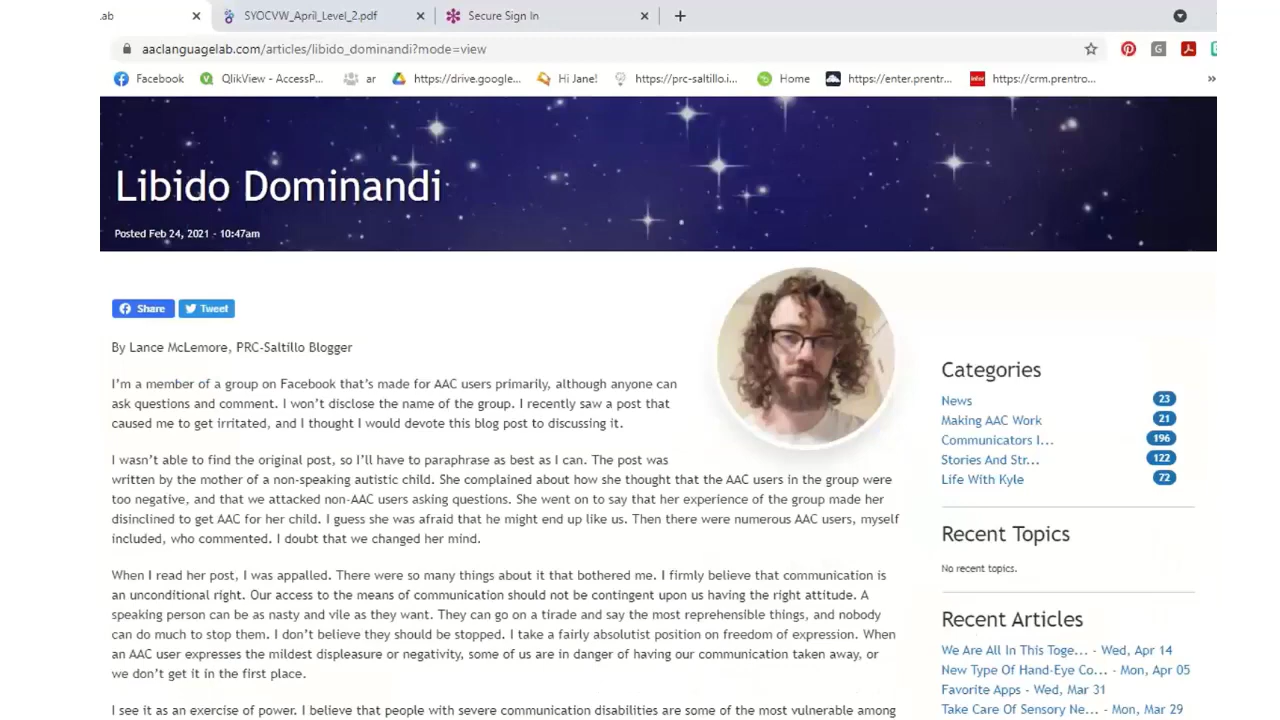 .ab
SYOCVW_April_Level_2.pdf
Secure Sign In
aaclanguagelab.com/articles/libido_dominandi?mode=view
Facebook
QlikView - AccessP...
ar
https://drive.google...
Hi Jane!
https://prc-saltillo.i...
Home
https://enter.prentr...
https://crm.prentro...
Libido Dominandi
Posted Feb 24, 2021 - 10:47am
Share
Tweet
By Lance McLemore, PRC-Saltillo Blogger
I'm a member of a group on Facebook that's made for AAC users primarily, although anyone can
ask questions and comment. I won't disclose the name of the group. I recently saw a post that
caused me to get irritated, and I thought I would devote this blog post to discussing it.
I wasn't able to find the original post, so I'll have to paraphrase as best as I can. The post was
written by the mother of a non-speaking autistic child. She complained about how she thought that the AAC users in the group were
too negative, and that we attacked non-AAC users asking questions. She went on to say that her experience of the group made her
disinclined to get AAC for her child. I guess she was afraid that he might end up like us. Then there were numerous AAC users, myself
included, who commented. I doubt that we changed her mind.
When I read her post, I was appalled. There were so many things about it that bothered me. I firmly believe that communication is
an unconditional right. Our access to the means of communication should not be contingent upon us having the right attitude. A
speaking person can be as nasty and vile as they want. They can go on a tirade and say the most reprehensible things, and nobody
can do much to stop them. I don't believe they should be stopped. I take a fairly absolutist position on freedom of expression. When
an AAC user expresses the mildest displeasure or negativity, some of us are in danger of having our communication taken away, or
we don't get it in the first place.
I see it as an exercise of power. I believe that people with severe communication disabilities are some of the most vulnerable among
Categories
News 23
Making AAC Work 21
Communicators I... 196
Stories And Str... 122
Life With Kyle 72
Recent Topics
No recent topics.
Recent Articles
We Are All In This Toge... - Wed, Apr 14
New Type Of Hand-Eye Co... - Mon, Apr 05
Favorite Apps - Wed, Mar 31
Take Care Of Sensory Ne... - Mon, Mar 29